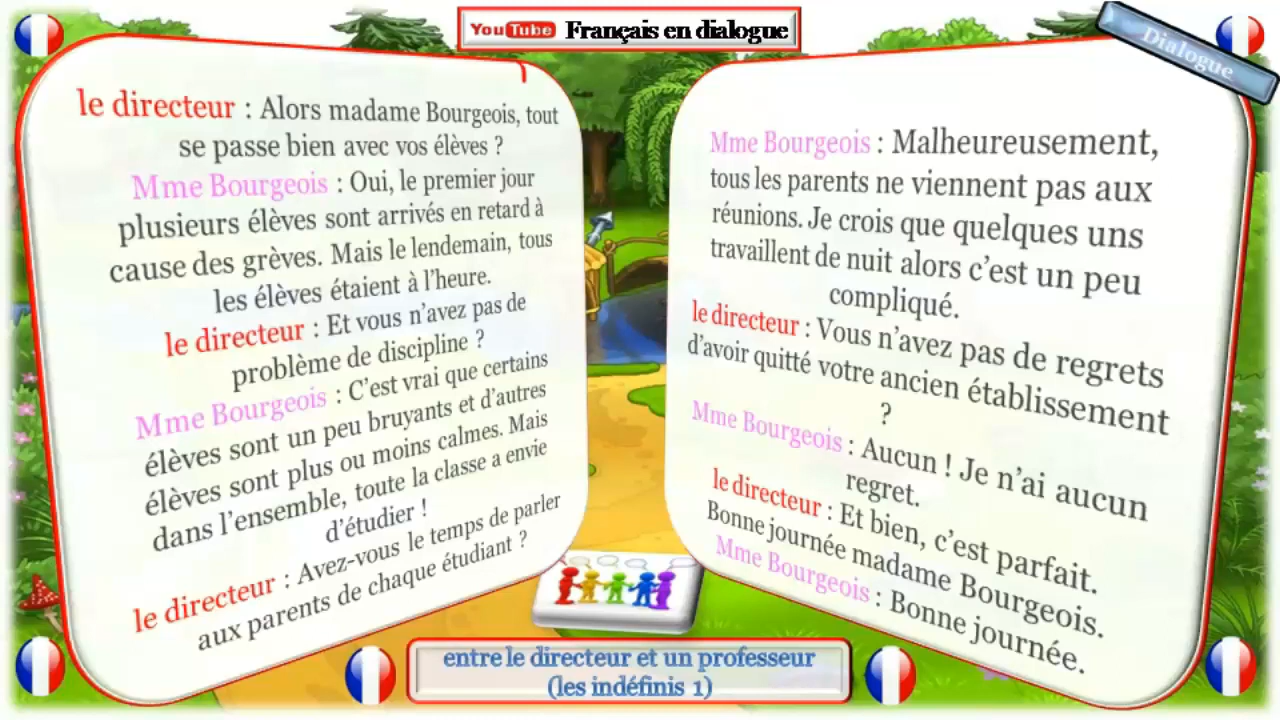 YouTube Français en dialogue
Dialogue
le directeur : Alors madame Bourgeois, tout
se passe bien avec vos élèves ?
Mme Bourgeois : Oui, le premier jour
plusieurs élèves sont arrivés en retard à
cause des grèves. Mais le lendemain, tous
les élèves étaient à l’heure.
le directeur : Et vous n’avez pas de
problème de discipline ?
Mme Bourgeois : C’est vrai que certains
élèves sont un peu bruyants et d’autres
élèves sont plus ou moins calmes. Mais
dans l’ensemble, toute la classe a envie
d’étudier !
le directeur : Avez-vous le temps de parler
aux parents de chaque étudiant ?
Mme Bourgeois : Malheureusement,
tous les parents ne viennent pas aux
réunions. Je crois que quelques uns
travaillent de nuit alors c’est un peu
compliqué.
le directeur : Vous n’avez pas de regrets
d’avoir quitté votre ancien établissement
?
Mme Bourgeois : Aucun ! Je n’ai aucun
regret.
le directeur : Et bien, c’est parfait.
Bonne journée madame Bourgeois.
Mme Bourgeois : Bonne journée.
entre le directeur et un professeur
(les indéfinis 1)